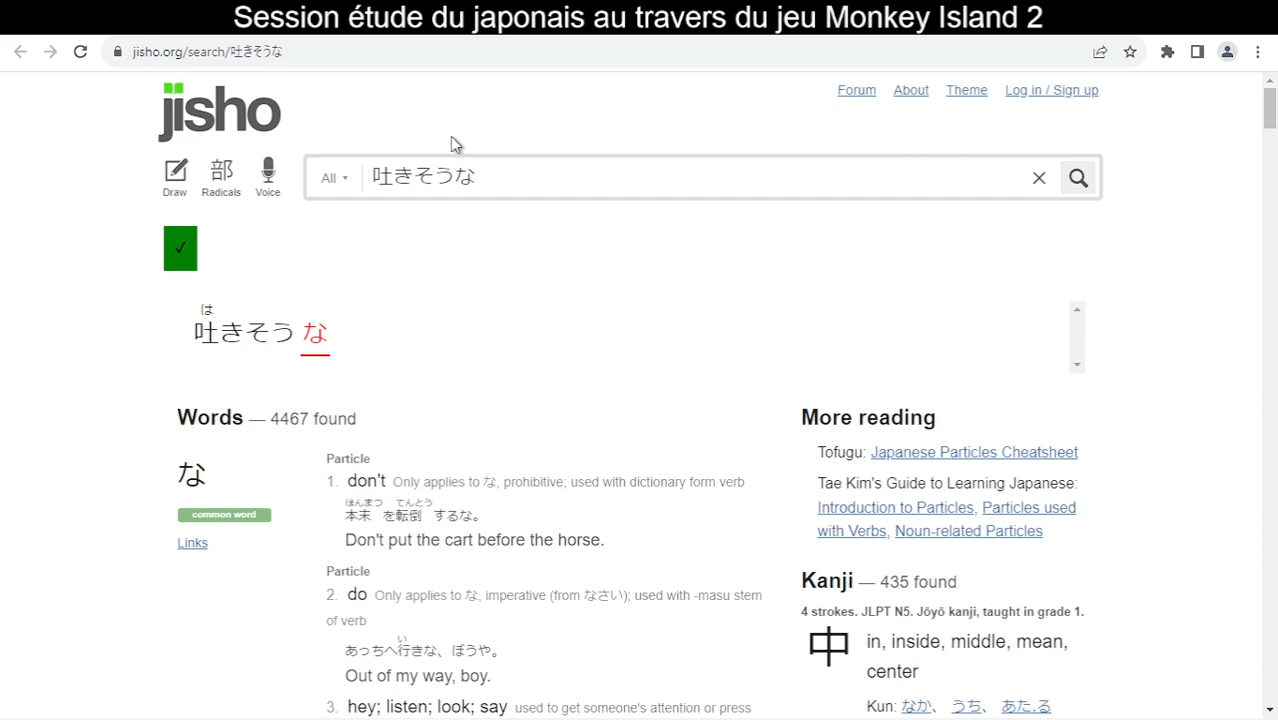 Session étude du japonais au travers du jeu Monkey Island 2
jisho.org/search/吐きそうな
jisho
Forum About Theme Log in / Sign up
Draw Radicals Voice
All 吐きそうな
✓
は
吐きそう な
Words — 4467 found
な
common word
Links
Particle
1. don't Only applies to な, prohibitive; used with dictionary form verb
ほんまつ てんとう
本末 を転倒 するな。
Don't put the cart before the horse.
Particle
2. do Only applies to な, imperative (from なさい); used with -masu stem
of verb
い
あっちへ行きな、ぼうや。
Out of my way, boy.
3. hey; listen; look; say used to get someone's attention or press
More reading
Tofugu: Japanese Particles Cheatsheet
Tae Kim's Guide to Learning Japanese:
Introduction to Particles, Particles used
with Verbs, Noun-related Particles
Kanji — 435 found
4 strokes. JLPT N5. Jōyō kanji, taught in grade 1.
中
in, inside, middle, mean,
center
Kun: なか、 うち、 あた.る